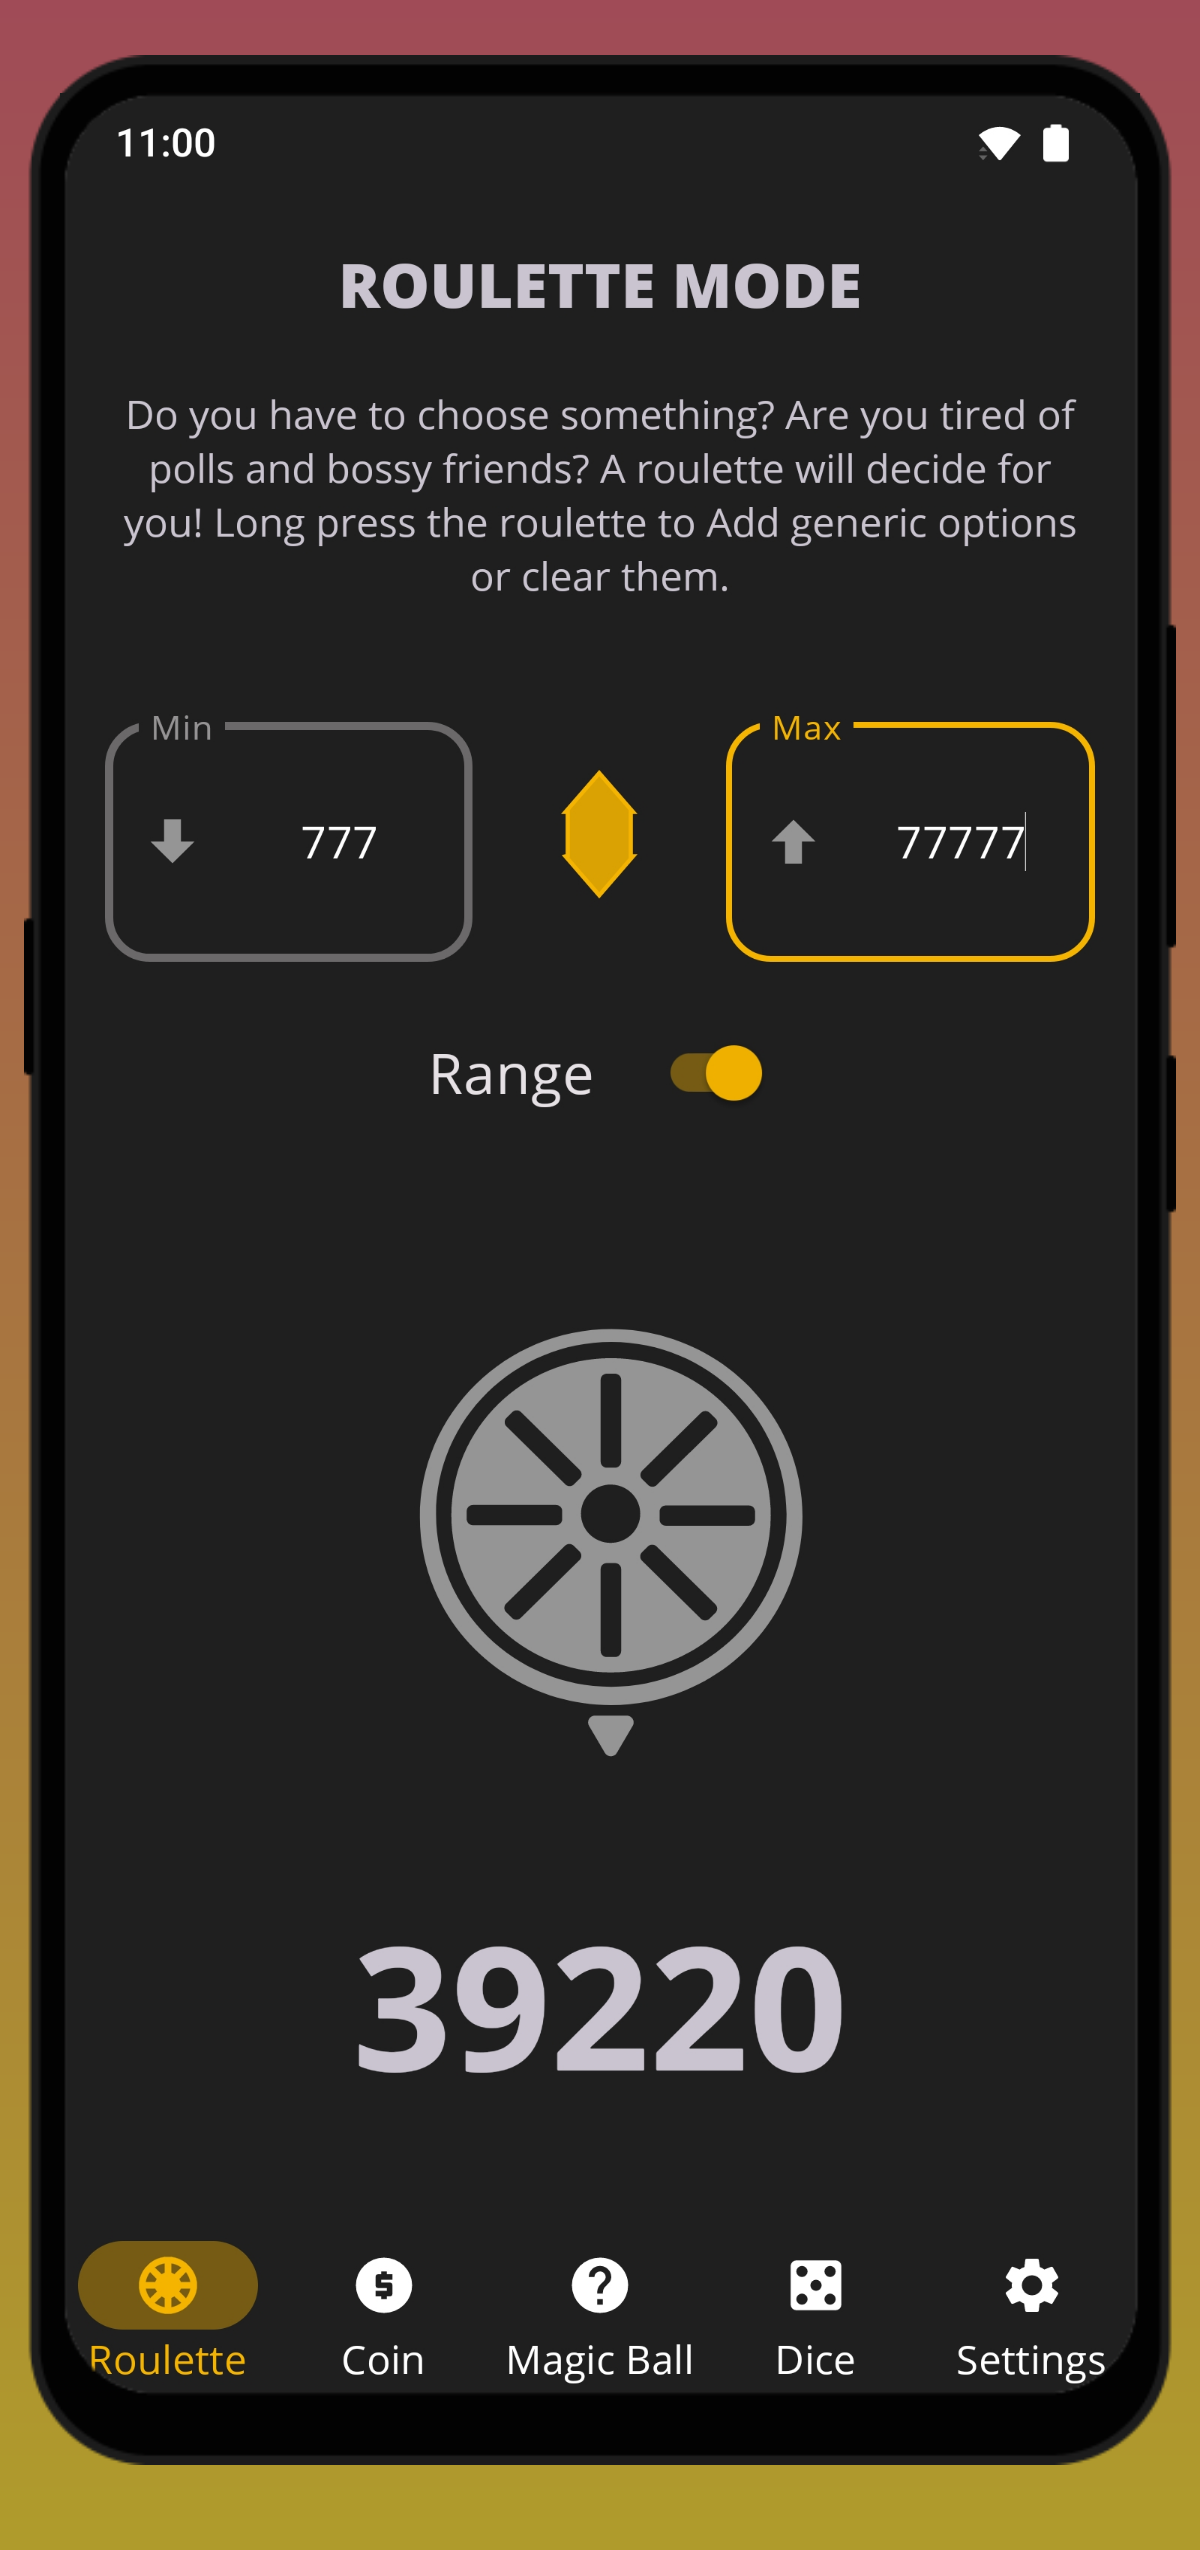 11:00
ROULETTE MODE
Do you have to choose something? Are you tired of
polls and bossy friends? A roulette will decide for
you! Long press the roulette to Add generic options
or clear them.
Min
Max
777
77777
Range
39220
Roulette
Coin
Magic Ball
Dice
Settings